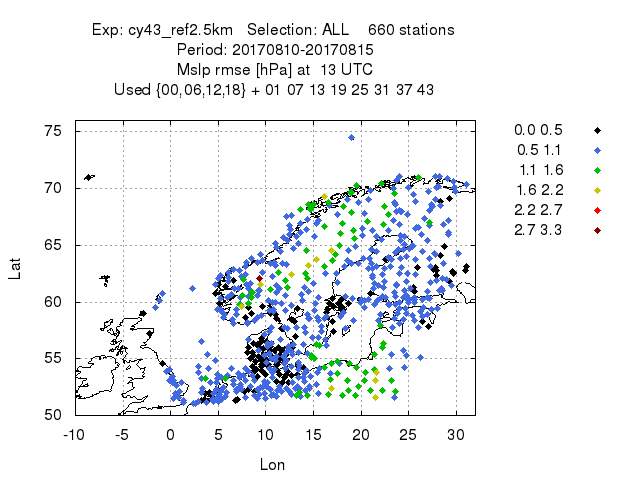 Exp: cy43_ref2.5km   Selection: ALL    660 stations
Period: 20170810-20170815
Mslp rmse [hPa] at  13 UTC
Used {00,06,12,18} + 01 07 13 19 25 31 37 43
0.0 0.5
0.5 1.1
1.1 1.6
1.6 2.2
2.2 2.7
2.7 3.3
75
70
65
60
55
50
Lat
-10 -5 0 5 10 15 20 25 30
Lon